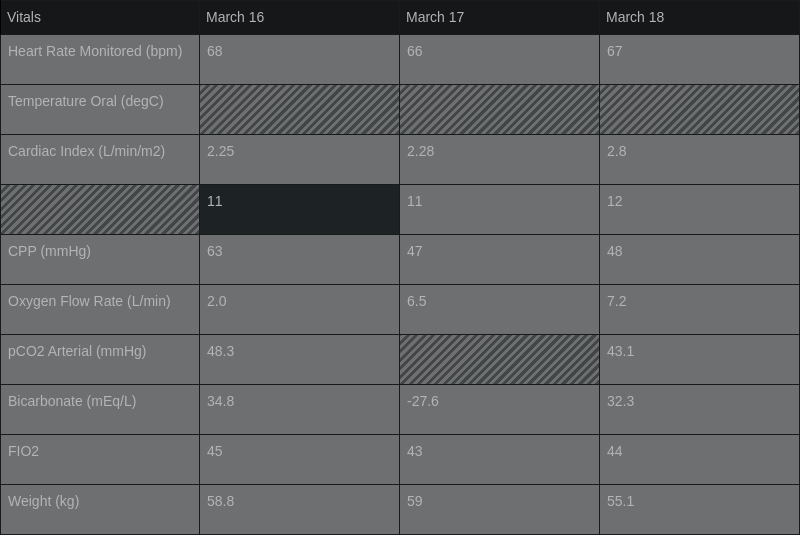 Vitals March 16 March 17 March 18
Heart Rate Monitored (bpm) 68 66 67
Temperature Oral (degC)
Cardiac Index (L/min/m2) 2.25 2.28 2.8
11 11 12
CPP (mmHg) 63 47 48
Oxygen Flow Rate (L/min) 2.0 6.5 7.2
pCO2 Arterial (mmHg) 48.3 43.1
Bicarbonate (mEq/L) 34.8 -27.6 32.3
FIO2 45 43 44
Weight (kg) 58.8 59 55.1